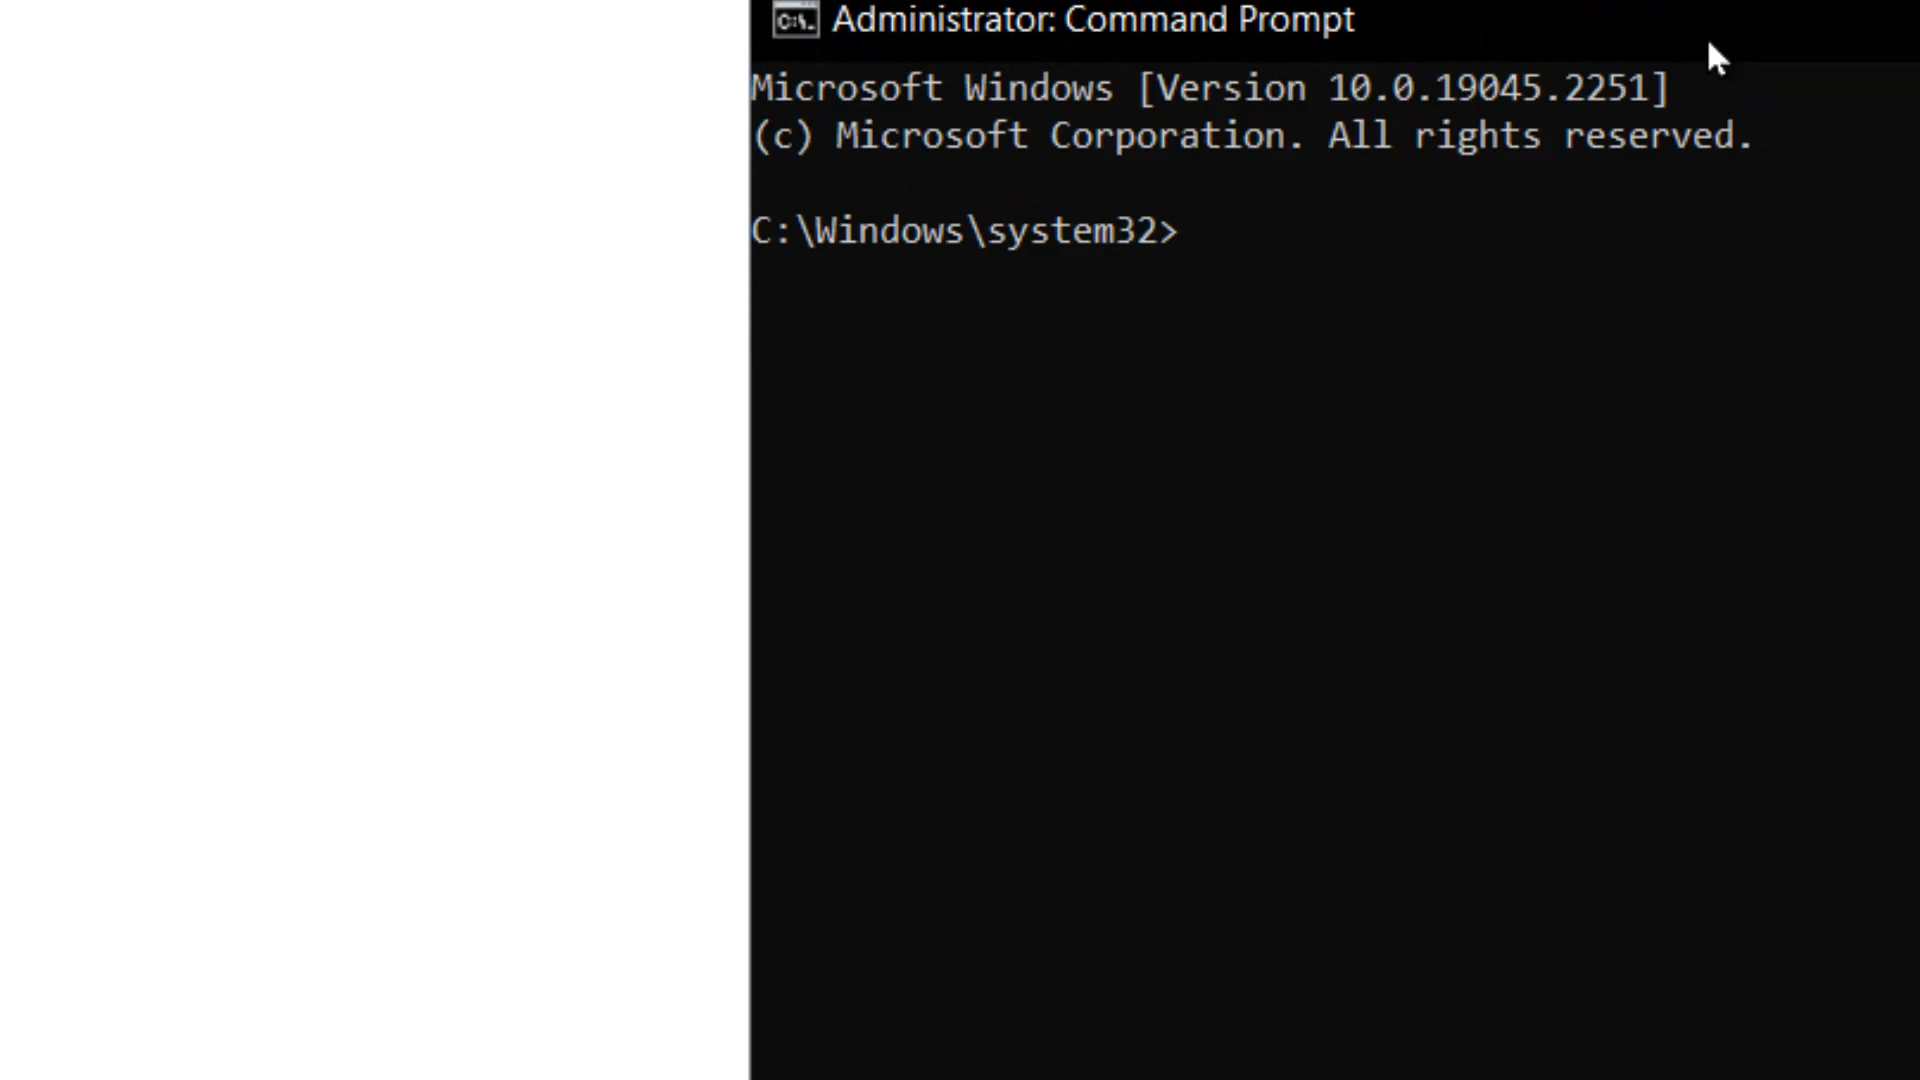 Administrator: Command Prompt
Microsoft Windows [Version 10.0.19045.2251]
(c) Microsoft Corporation. All rights reserved.
C:\Windows\system32>